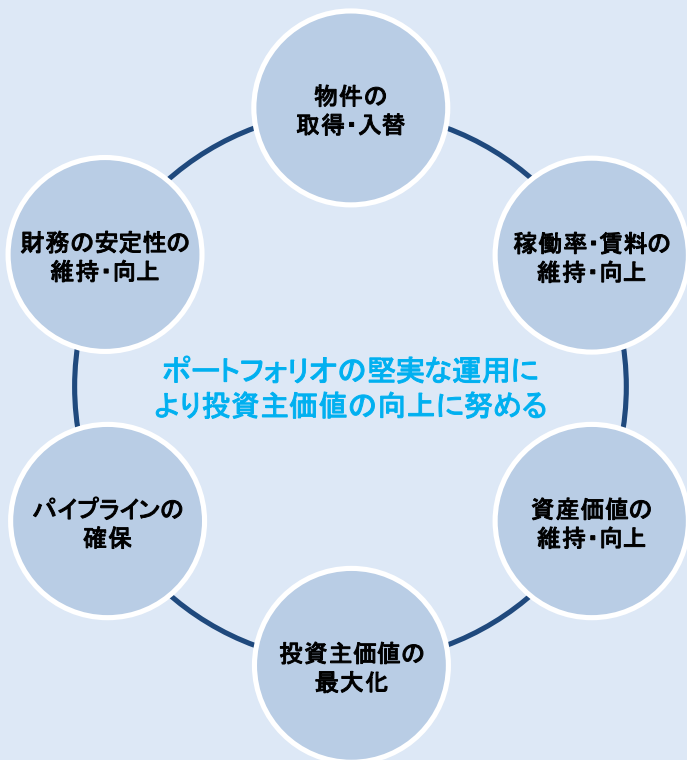 物件の
取得・入替
財務の安定性の
維持・向上
稼働率・賃料の
維持・向上
ポートフォリオの堅実な運用に
より投資主価値の向上に努める
パイプラインの
確保
資産価値の
維持・向上
投資主価値の
最大化